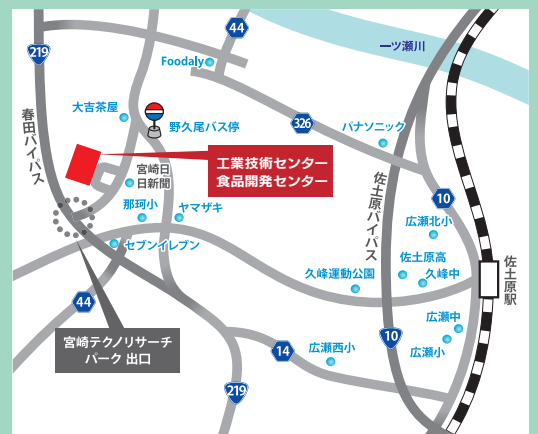 44
一ツ瀬川
219
Foodaly
大吉茶屋
野久尾バス停
326
パナソニック
春田バイパス
工業技術センター
食品開発センター
宮崎日
日新聞
那珂小
ヤマザキ
10
広瀬北小
佐土原バイパス
セブンイレブン
佐土原高
久峰運動公園
久峰中
佐土原駅
44
宮崎テクノリサーチ
パーク 出口
14
広瀬西小
10
広瀬中
広瀬小
219